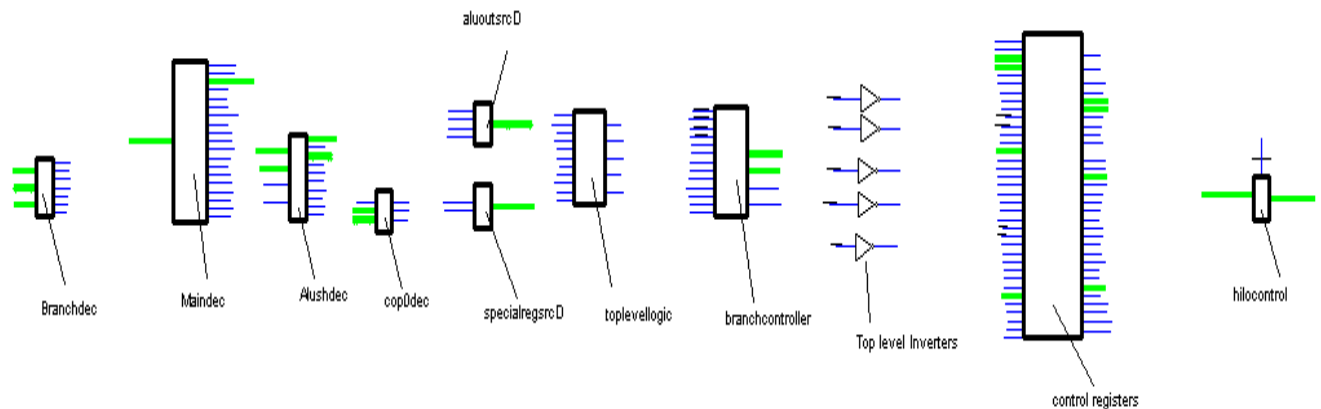 aluoutsrcD
Branchdec
Maindec
Alushdec
cop0dec
specialregsrcD
toplevellogic
branchcontroller
Top level Inverters
control registers
hilocontrol